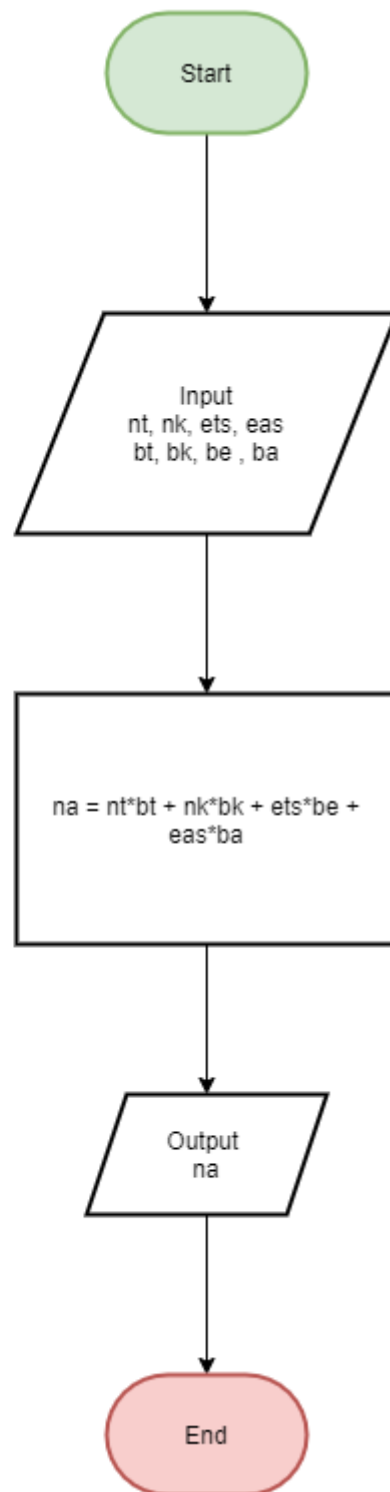 Start
Input
nt, nk, ets, eas
bt, bk, be , ba
na = nt*bt + nk*bk + ets*be +
eas*ba
Output
na
End